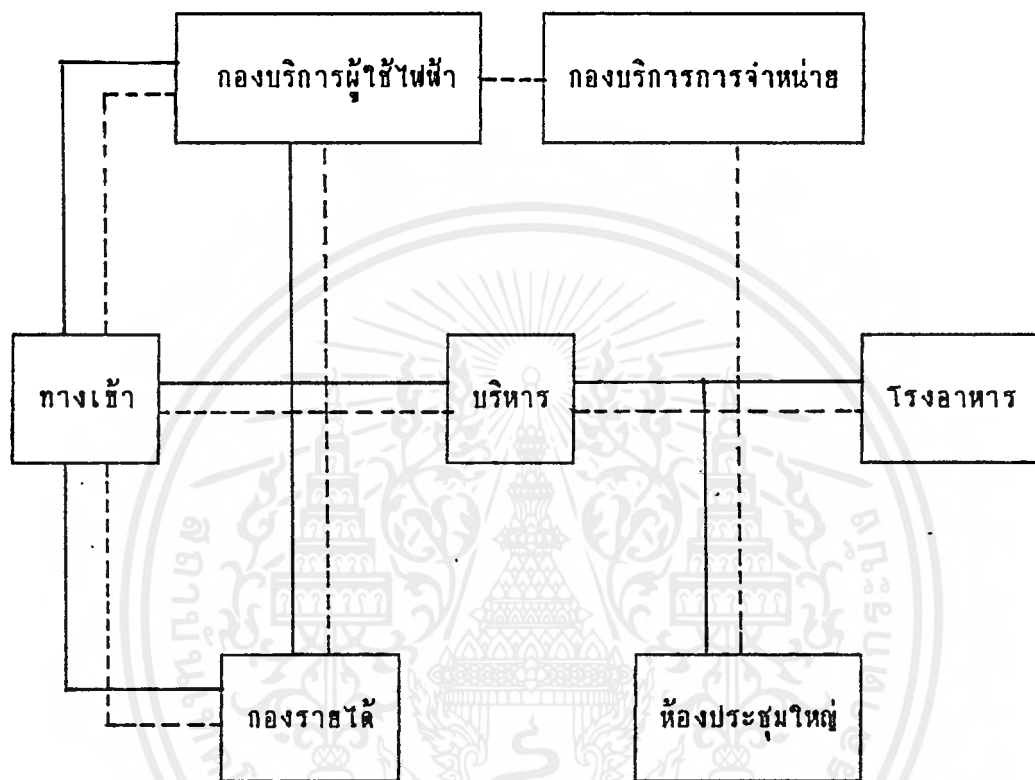 กองบริการผู้ใช้ไฟฟ้า
กองบริการการจำหน่าย
ทางเข้า
บริหาร
โรงอาหาร
กองรายได้
ห้องประชุมใหญ่